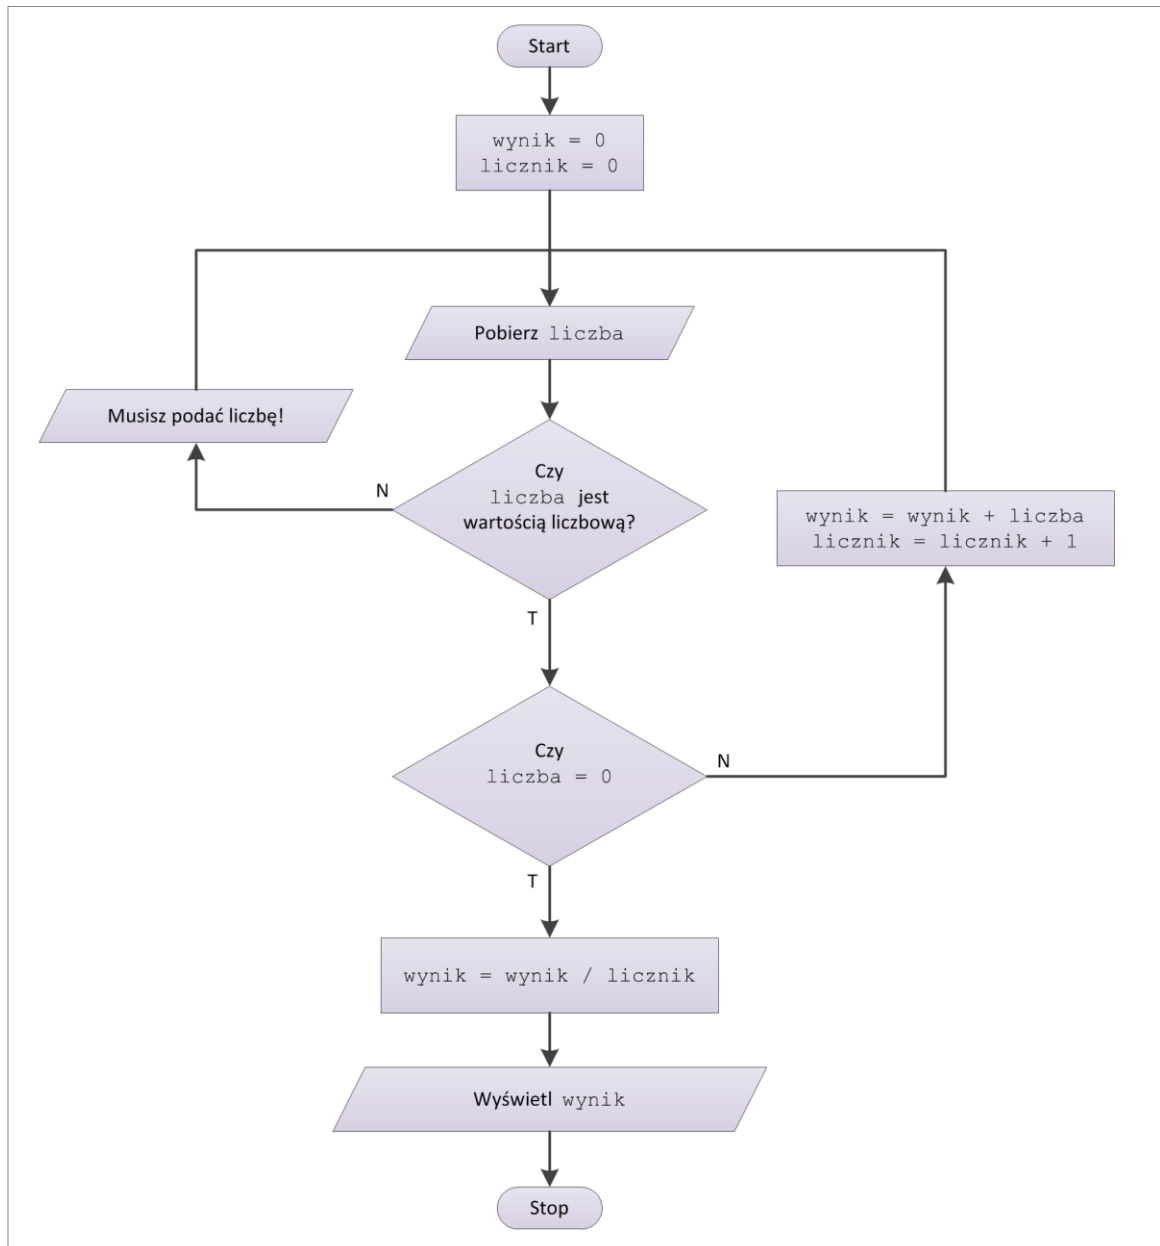 Start
wynik = 0
licznik = 0
Pobierz liczba
Musisz podać liczbę!
Czy
liczba jest
wartością liczbową?
N
T
wynik = wynik + liczba
licznik = licznik + 1
Czy
liczba = 0
N
T
wynik = wynik / licznik
Wyświetl wynik
Stop